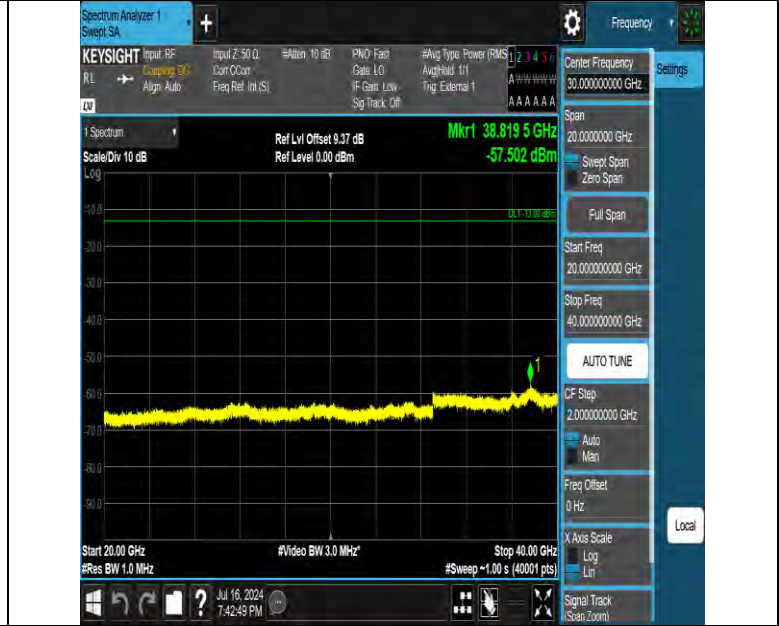 Spectrum Analyzer 1
Swept SA
+
Frequency
KEYSIGHT
RL
Input: RF
Coupling: DC
Align: Auto
Input Z: 50 Ω
Corr CCorr
Freq Ref: Int (S)
#Atten: 10 dB
PNO: Fast
Gate: LO
IF Gain: Low
Sig Track: Off
#Avg Type: Power (RMS
Avg|Hold: 1/1
Trig: External 1
1 2 3 4 5 6
A W W W W W
A A A A A A
1 Spectrum
Scale/Div 10 dB
Log
Ref Lvl Offset 9.37 dB
Ref Level 0.00 dBm
Mkr1 38.819 5 GHz
-57.502 dBm
-10.0
-20.0
-30.0
-40.0
-50.0
-60.0
-70.0
-80.0
-90.0
DL1 -13.00 dBm
1
Start 20.00 GHz
#Res BW 1.0 MHz
#Video BW 3.0 MHz*
Stop 40.00 GHz
#Sweep ~1.00 s (40001 pts)
Jul 16, 2024
7:42:49 PM
Center Frequency
30.000000000 GHz
Span
20.0000000 GHz
Swept Span
Zero Span
Full Span
Start Freq
20.000000000 GHz
Stop Freq
40.000000000 GHz
AUTO TUNE
CF Step
2.000000000 GHz
Auto
Man
Freq Offset
0 Hz
X Axis Scale
Log
Lin
Signal Track
(Span Zoom)
Settings
Local